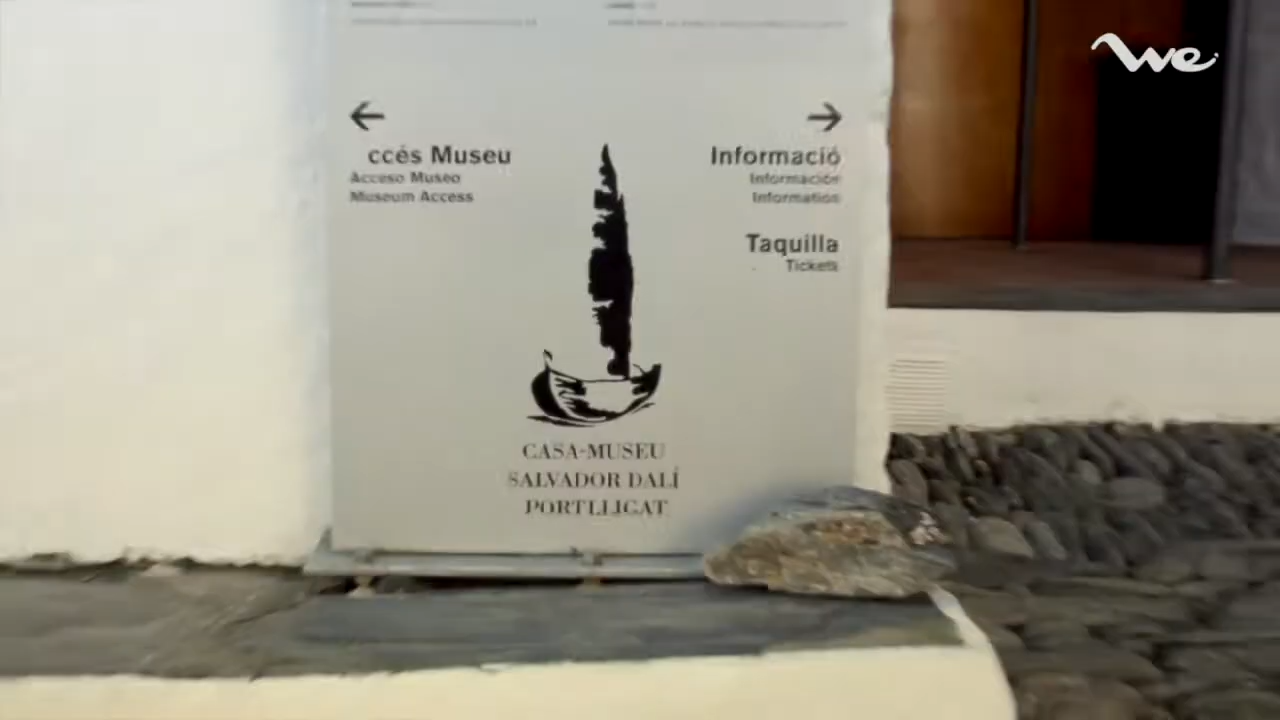 We
ccés Museu
Acceso Museo
Museum Access
Informació
Información
Information
Taquilla
Tickets
CASA-MUSEU
SALVADOR DALÍ
PORTLLIGAT